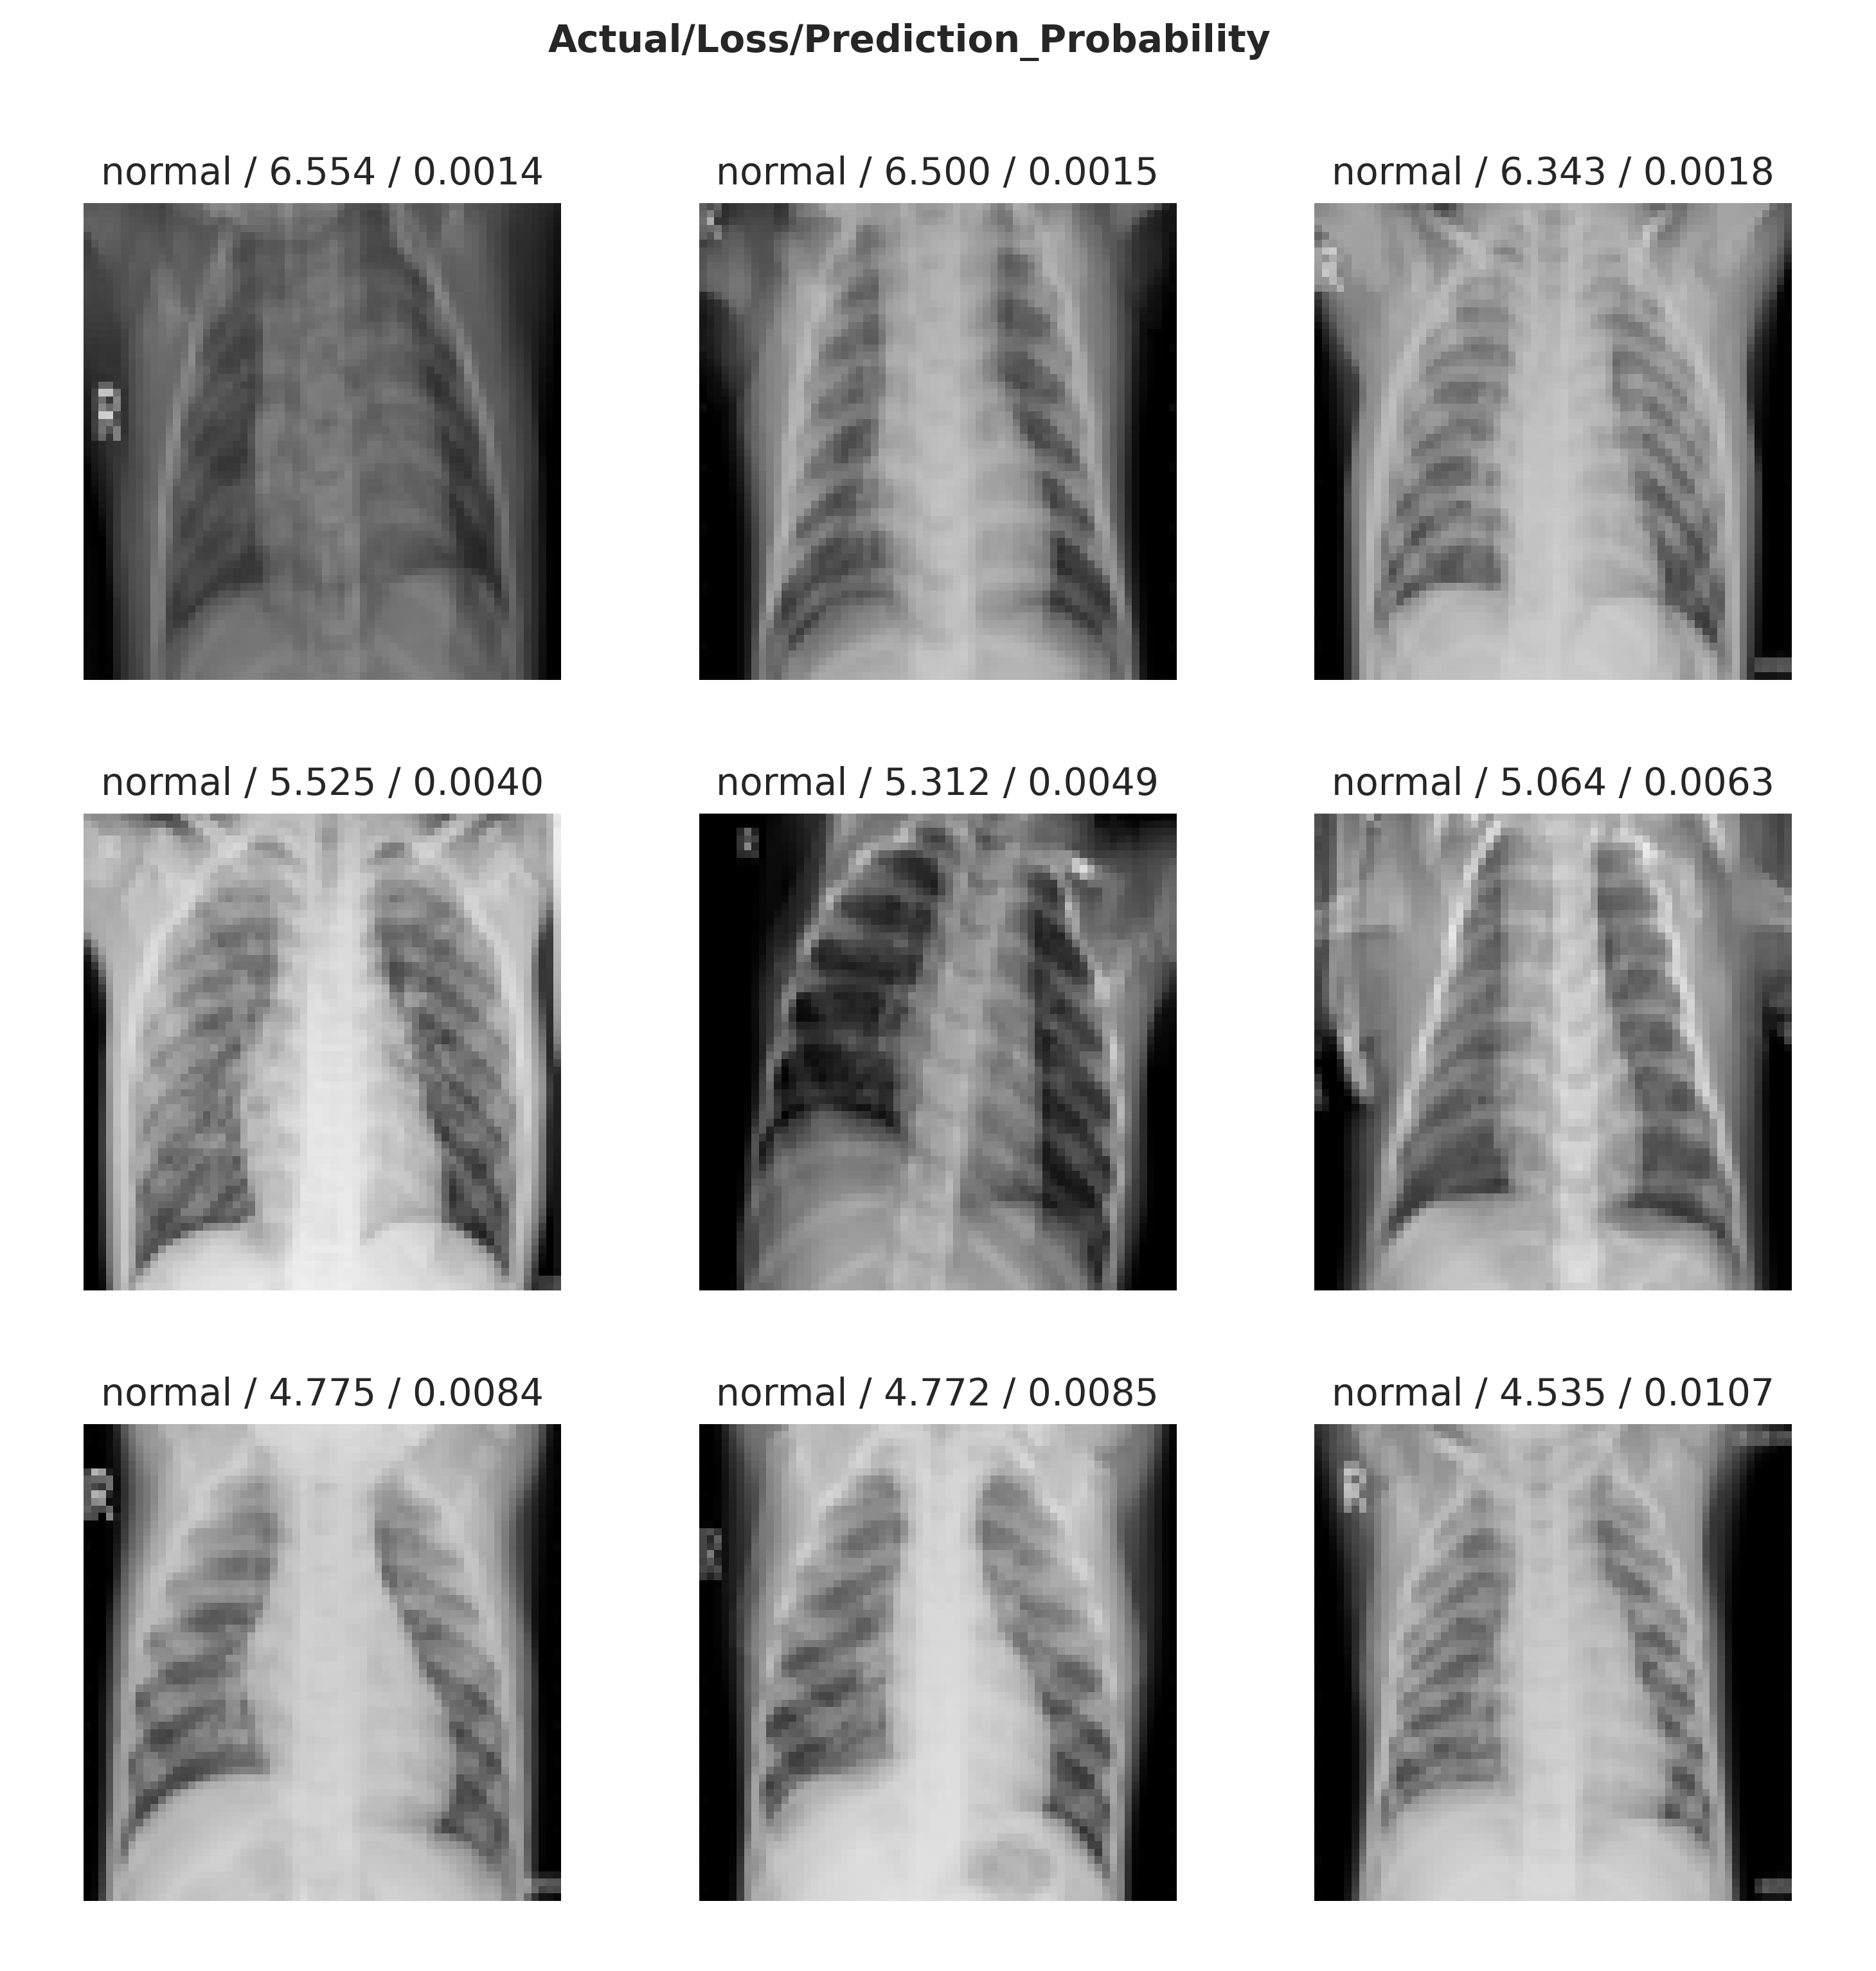 Actual/Loss/Prediction_Probability
normal / 6.554 / 0.0014
normal / 6.500 / 0.0015
normal / 6.343 / 0.0018
normal / 5.525 / 0.0040
normal / 5.312 / 0.0049
normal / 5.064 / 0.0063
normal / 4.775 / 0.0084
normal / 4.772 / 0.0085
normal / 4.535 / 0.0107